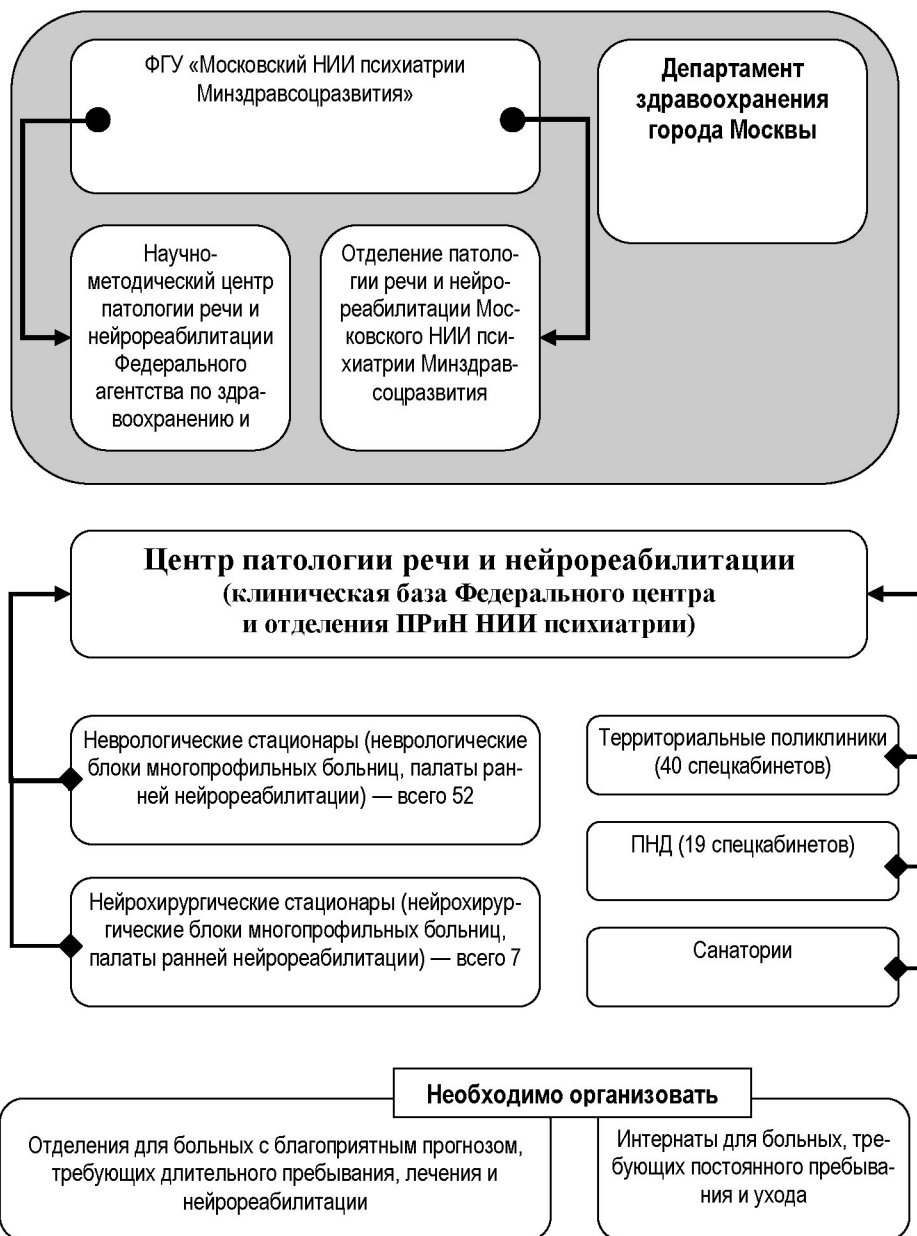 ФГУ «Московский НИИ психиатрии
Минздравсоцразвития»
Департамент
здравоохранения
города Москвы
Научно-
методический центр
патологии речи и
нейрореабилитации
Федерального
агентства по здра-
воохранению и
Отделение патоло-
гии речи и нейро-
реабилитации Мос-
ковского НИИ пси-
хиатрии Минздрав-
соцразвития
Центр патологии речи и нейрореабилитации
(клиническая база Федерального центра
и отделения ПРиН НИИ психиатрии)
Неврологические стационары (неврологические
блоки многопрофильных больниц, палаты ран-
ней нейрореабилитации) — всего 52
Территориальные поликлиники
(40 спецкабинетов)
ПНД (19 спецкабинетов)
Нейрохирургические стационары (нейрохирур-
гические блоки многопрофильных больниц,
палаты ранней нейрореабилитации) — всего 7
Санатории
Необходимо организовать
Отделения для больных с благоприятным прогнозом,
требующих длительного пребывания, лечения и
нейрореабилитации
Интернаты для больных, тре-
бующих постоянного пребыва-
ния и ухода